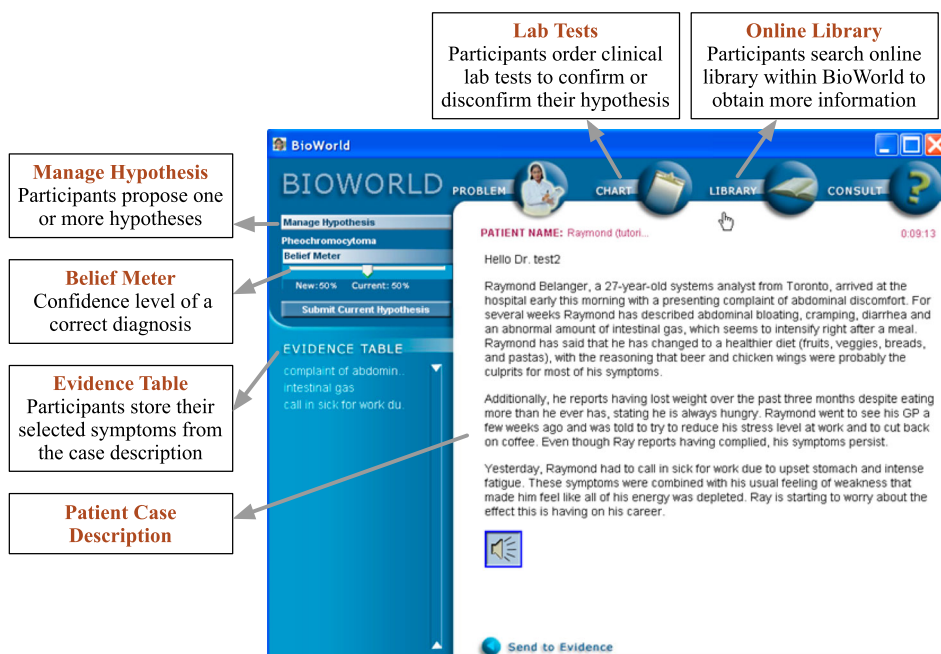 Lab Tests
Participants order clinical
lab tests to confirm or
disconfirm their hypothesis
Online Library
Participants search online
library within BioWorld to
obtain more information
Manage Hypothesis
Participants propose one
or more hypotheses
Belief Meter
Confidence level of a
correct diagnosis
Evidence Table
Participants store their
selected symptoms from
the case description
Patient Case
Description
BioWorld
BIOWORLD
PROBLEM
CHART
LIBRARY
CONSULT
?
Manage Hypothesis
Pheochromocytoma
Belief Meter
New:50% Current: 50%
Submit Current Hypothesis
EVIDENCE TABLE
complaint of abdomin..
intestinal gas
call in sick for work du.
PATIENT NAME: Raymond (tutori...
0:09:13
Hello Dr. test2
Raymond Belanger, a 27-year-old systems analyst from Toronto, arrived at the
hospital early this morning with a presenting complaint of abdominal discomfort. For
several weeks Raymond has described abdominal bloating, cramping, diarrhea and
an abnormal amount of intestinal gas, which seems to intensify right after a meal.
Raymond has said that he has changed to a healthier diet (fruits, veggies, breads,
and pastas), with the reasoning that beer and chicken wings were probably the
culprits for most of his symptoms.
Additionally, he reports having lost weight over the past three months despite eating
more than he ever has, stating he is always hungry. Raymond went to see his GP a
few weeks ago and was told to try to reduce his stress level at work and to cut back
on coffee. Even though Ray reports having complied, his symptoms persist.
Yesterday, Raymond had to call in sick for work due to upset stomach and intense
fatigue. These symptoms were combined with his usual feeling of weakness that
made him feel like all of his energy was depleted. Ray is starting to worry about the
effect this is having on his career.
Send to Evidence